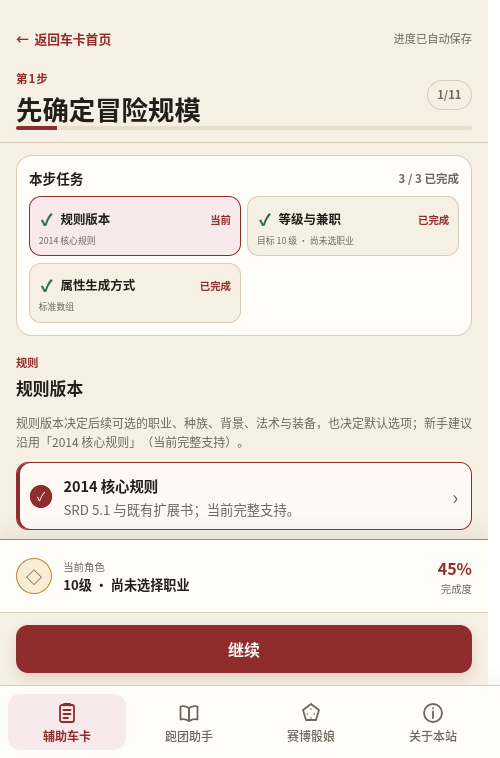 ← 返回车卡首页
进度已自动保存
第1步
先确定冒险规模
1/11
本步任务
3 / 3 已完成
✓ 规则版本
当前
2014 核心规则
✓ 等级与兼职
已完成
目标 10 级 · 尚未选职业
✓ 属性生成方式
已完成
标准数组
规则
规则版本
规则版本决定后续可选的职业、种族、背景、法术与装备，也决定默认选项；新手建议
沿用「2014 核心规则」（当前完整支持）。
2014 核心规则
SRD 5.1 与既有扩展书；当前完整支持。
当前角色
10级 · 尚未选择职业
45%
完成度
继续
辅助车卡
跑团助手
赛博骰娘
关于本站